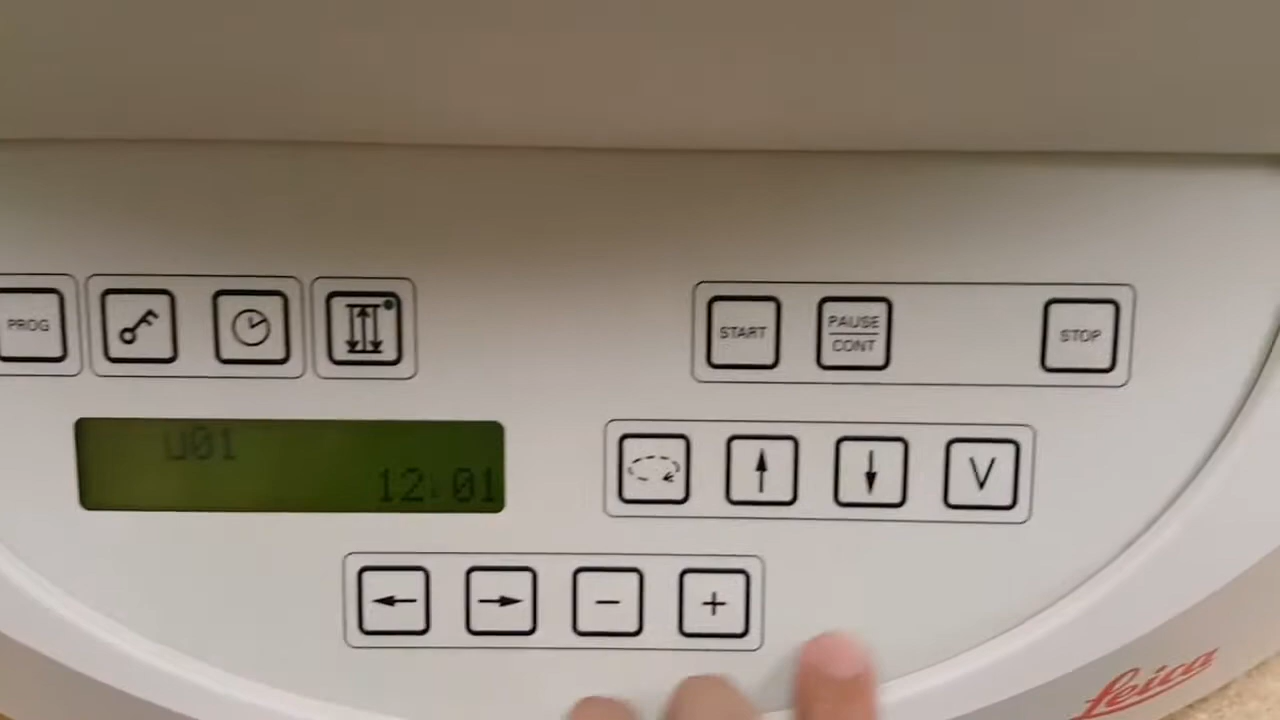 PROG
START
PAUSE
CONT
STOP
U01
12:01
V
- +
Leica